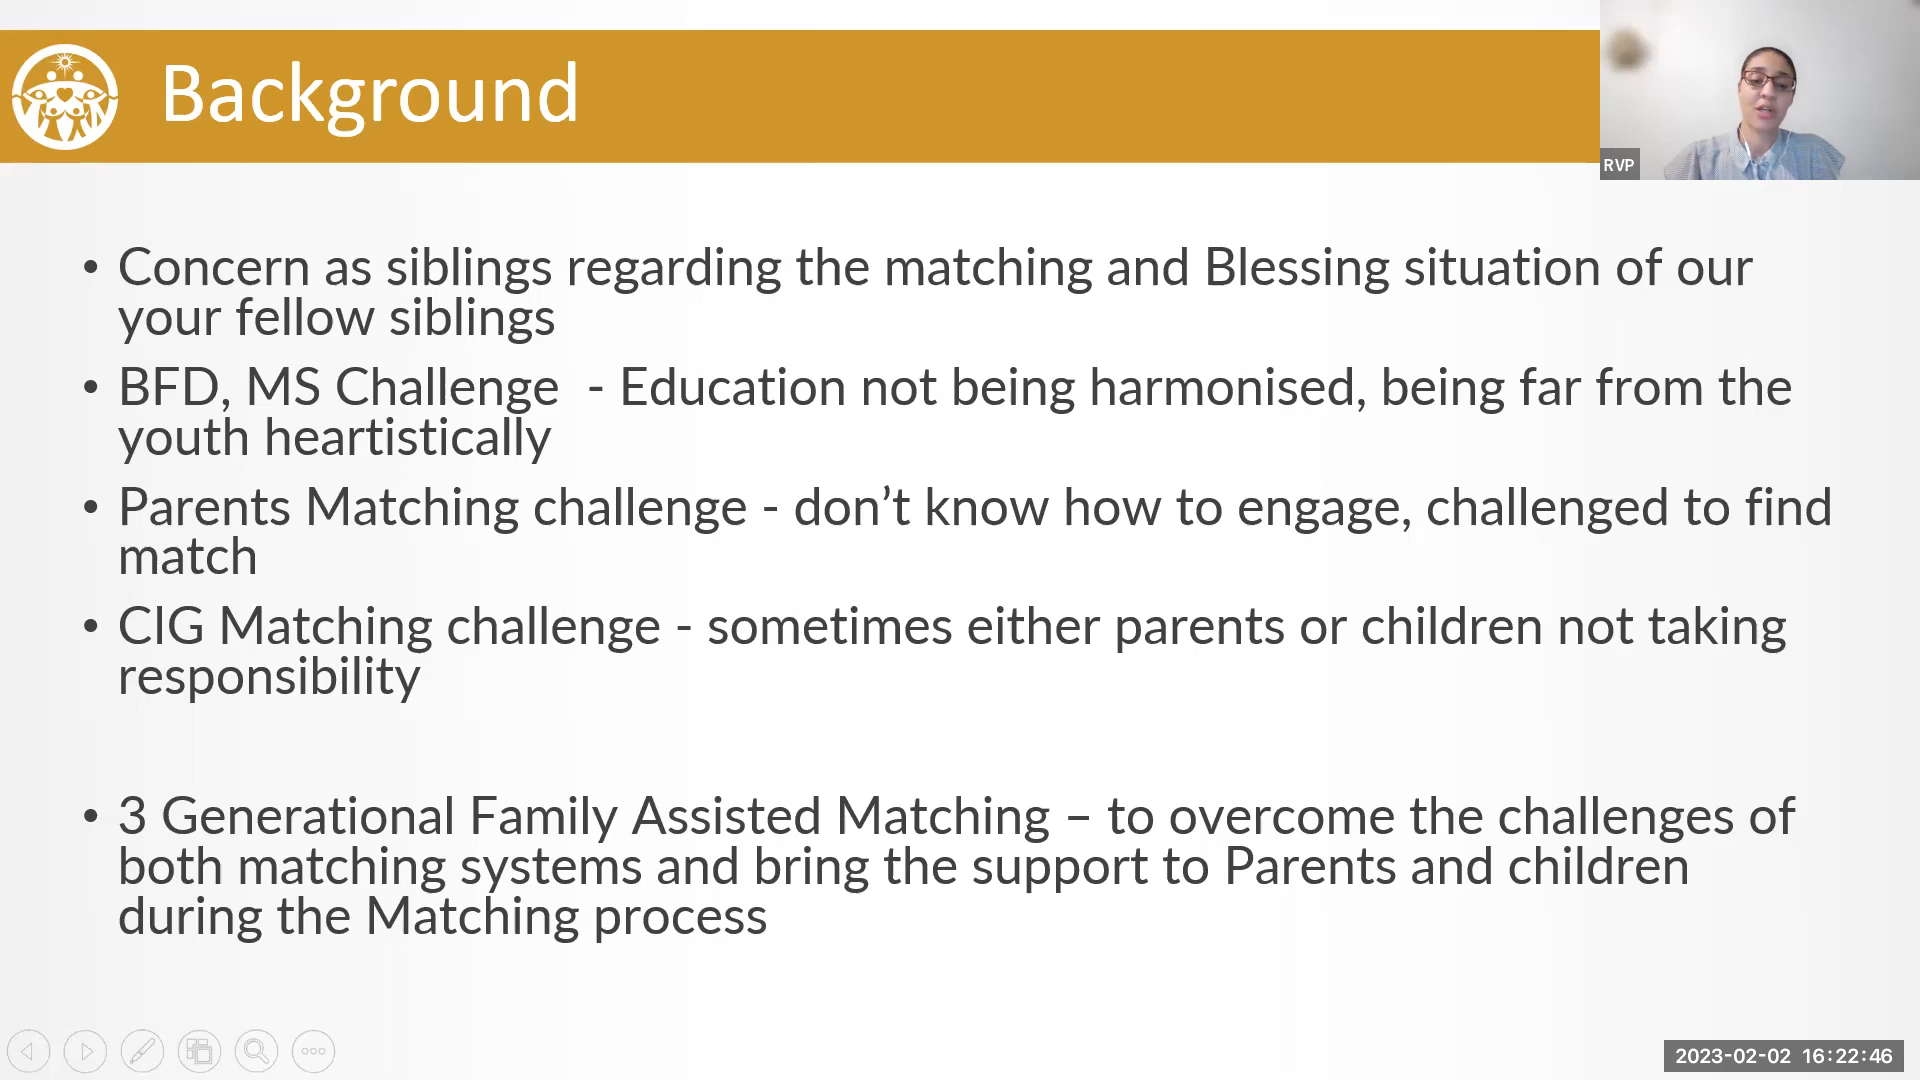 Background
RVP
• Concern as siblings regarding the matching and Blessing situation of our
your fellow siblings
• BFD, MS Challenge  - Education not being harmonised, being far from the
youth heartistically
• Parents Matching challenge - don’t know how to engage, challenged to find
match
• CIG Matching challenge - sometimes either parents or children not taking
responsibility
• 3 Generational Family Assisted Matching – to overcome the challenges of
both matching systems and bring the support to Parents and children
during the Matching process
2023-02-02 16:22:46